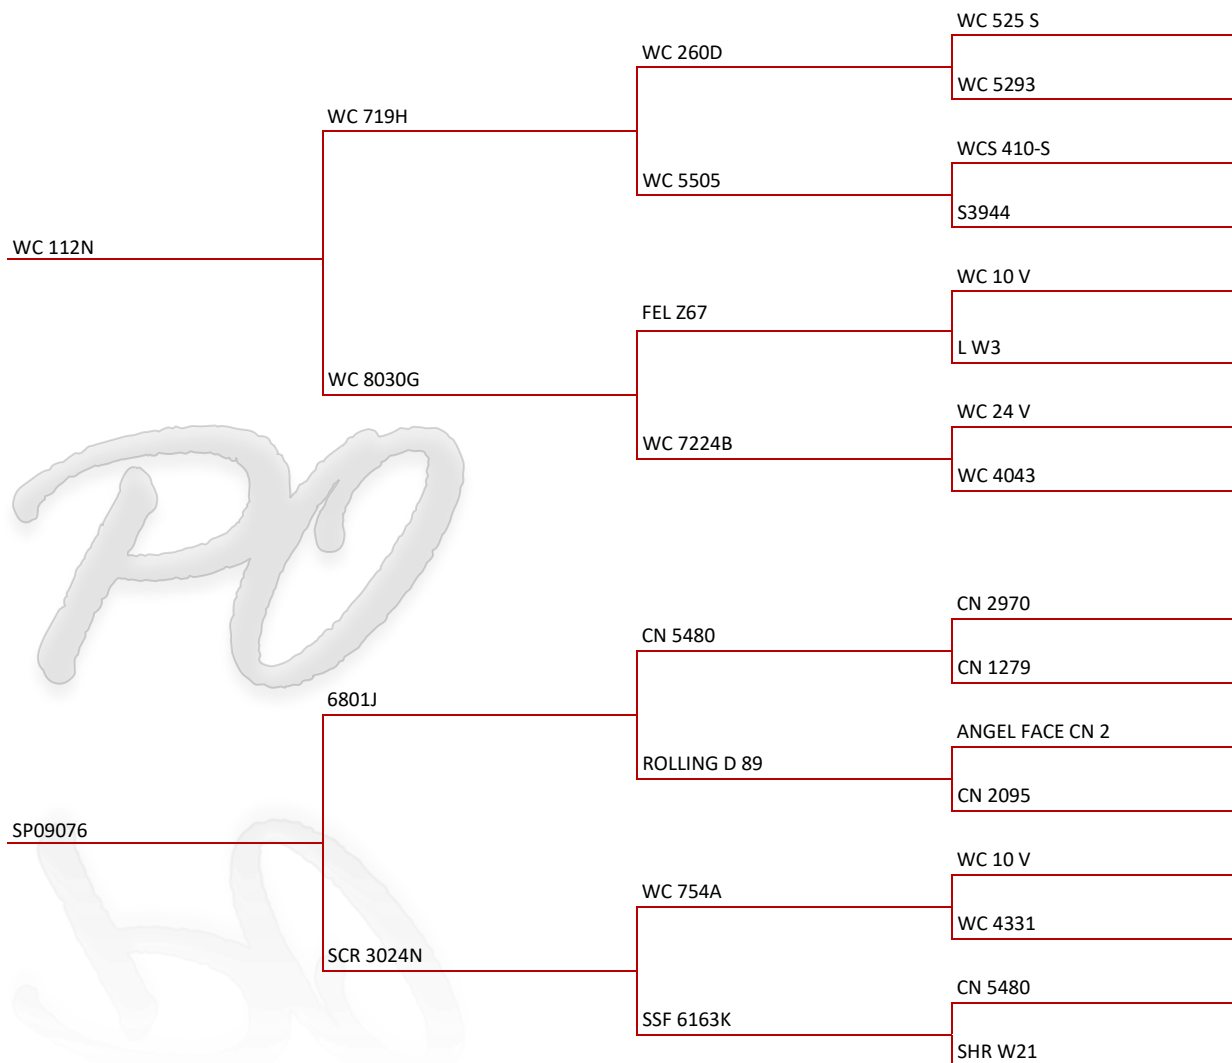 WC 525 S
WC 260D
WC 5293
WC 719H
WCS 410-S
WC 5505
S3944
WC 112N
WC 10 V
FEL Z67
L W3
WC 8030G
WC 24 V
WC 7224B
WC 4043
PO
CN 2970
CN 5480
CN 1279
6801J
ANGEL FACE CN 2
ROLLING D 89
CN 2095
SP09076
WC 10 V
WC 754A
WC 4331
SCR 3024N
CN 5480
SSF 6163K
SHR W21